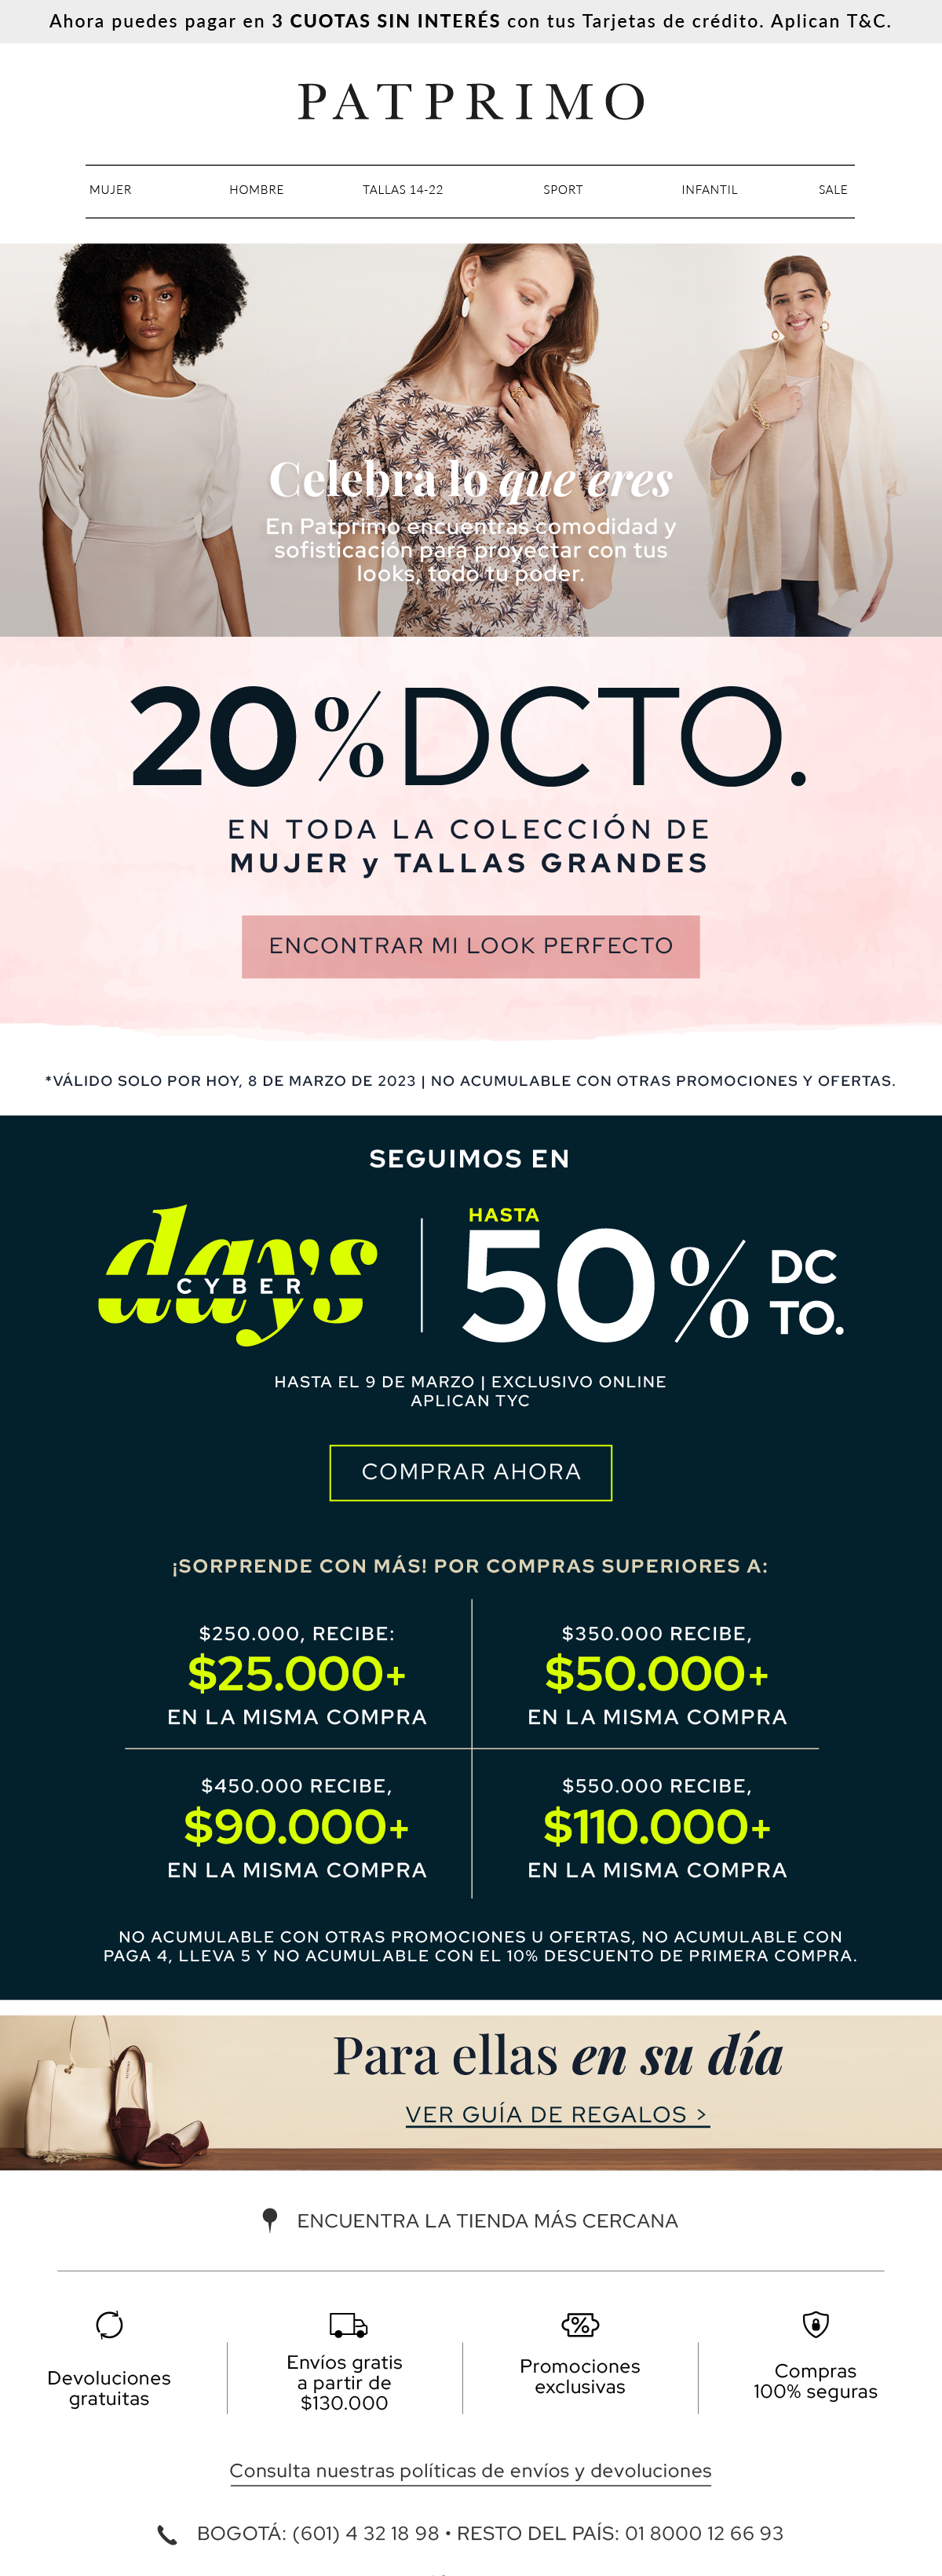 Ahora puedes pagar en 3 CUOTAS SIN INTERÉS con tus Tarjetas de crédito. Aplican T&C.
PATPRIMO
MUJER HOMBRE TALLAS 14-22 SPORT INFANTIL SALE
Celebra lo que eres
En Patprimo encuentras comodidad y
sofisticación para proyectar con tus
looks, todo tu poder.
20% DCTO.
EN TODA LA COLECCIÓN DE
MUJER y TALLAS GRANDES
ENCONTRAR MI LOOK PERFECTO
*VÁLIDO SOLO POR HOY, 8 DE MARZO DE 2023 | NO ACUMULABLE CON OTRAS PROMOCIONES Y OFERTAS.
SEGUIMOS EN
days
CYBER
HASTA
50% DC
TO.
HASTA EL 9 DE MARZO | EXCLUSIVO ONLINE
APLICAN TYC
COMPRAR AHORA
¡SORPRENDE CON MÁS! POR COMPRAS SUPERIORES A:
$250.000, RECIBE:
$25.000+
EN LA MISMA COMPRA
$350.000 RECIBE,
$50.000+
EN LA MISMA COMPRA
$450.000 RECIBE,
$90.000+
EN LA MISMA COMPRA
$550.000 RECIBE,
$110.000+
EN LA MISMA COMPRA
NO ACUMULABLE CON OTRAS PROMOCIONES U OFERTAS, NO ACUMULABLE CON
PAGA 4, LLEVA 5 Y NO ACUMULABLE CON EL 10% DESCUENTO DE PRIMERA COMPRA.
Para ellas en su día
VER GUÍA DE REGALOS >
ENCUENTRA LA TIENDA MÁS CERCANA
Devoluciones
gratuitas
Envíos gratis
a partir de
$130.000
Promociones
exclusivas
Compras
100% seguras
Consulta nuestras políticas de envíos y devoluciones
BOGOTÁ: (601) 4 32 18 98 • RESTO DEL PAÍS: 01 8000 12 66 93